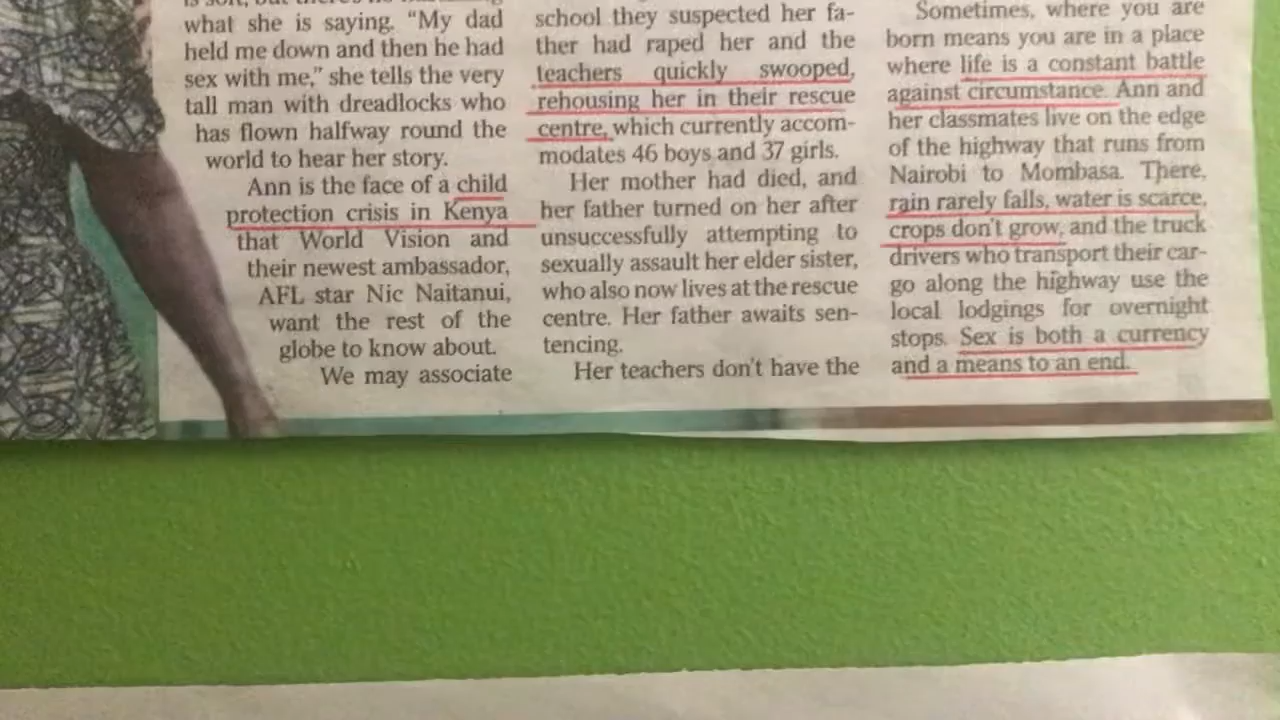 what she is saying. “My dad
held me down and then he had
sex with me,” she tells the very
tall man with dreadlocks who
has flown halfway round the
world to hear her story.
Ann is the face of a child
protection crisis in Kenya
that World Vision and
their newest ambassador,
AFL star Nic Naitanui,
want the rest of the
globe to know about.
We may associate
school they suspected her fa-
ther had raped her and the
teachers quickly swooped,
rehousing her in their rescue
centre, which currently accom-
modates 46 boys and 37 girls.
Her mother had died, and
her father turned on her after
unsuccessfully attempting to
sexually assault her elder sister,
who also now lives at the rescue
centre. Her father awaits sen-
tencing.
Her teachers don't have the
Sometimes, where you are
born means you are in a place
where life is a constant battle
against circumstance. Ann and
her classmates live on the edge
of the highway that runs from
Nairobi to Mombasa. There,
rain rarely falls, water is scarce,
crops don't grow, and the truck
drivers who transport their car-
go along the highway use the
local lodgings for overnight
stops. Sex is both a currency
and a means to an end.